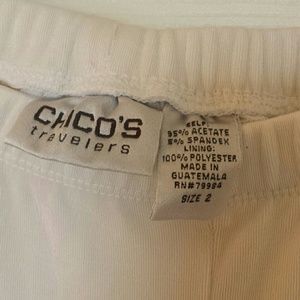 CHICO'S
travelers
SELF:
95% ACETATE
5% SPANDEX
LINING:
100% POLYESTER
MADE IN
GUATEMALA
RN#79984
SIZE 2